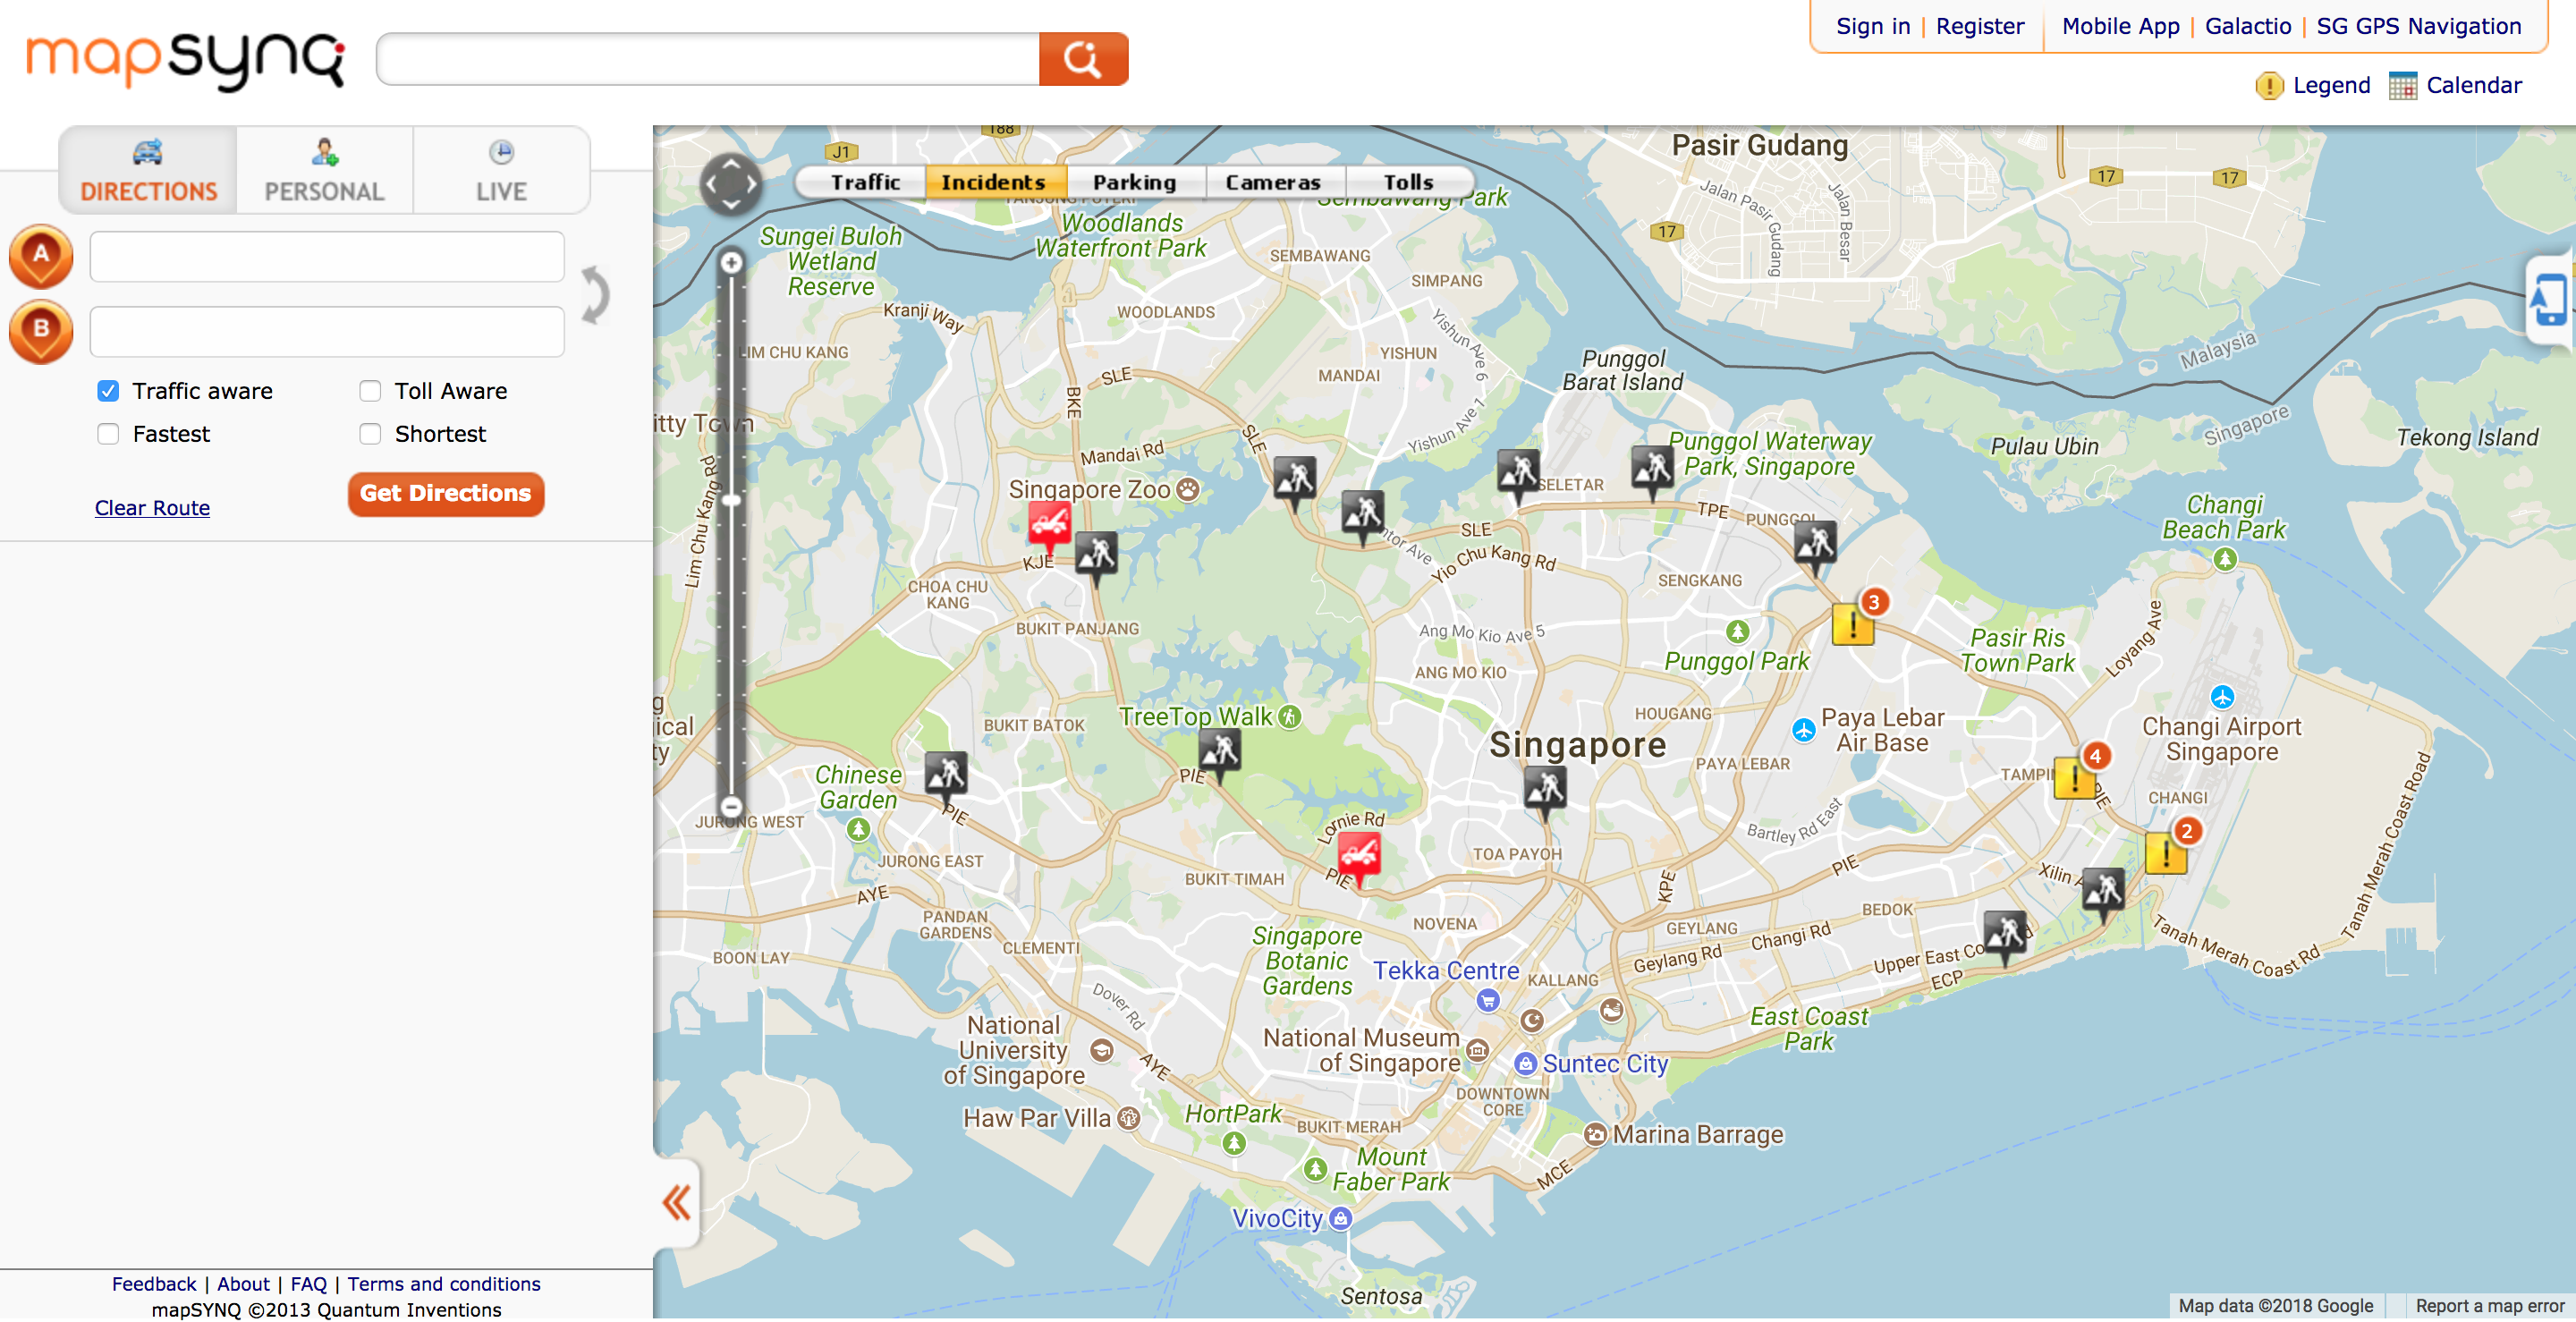 mapsynq
Sign in | Register
Mobile App | Galactio | SG GPS Navigation
Legend
Calendar
DIRECTIONS
PERSONAL
LIVE
A
B
Traffic aware
Toll Aware
Fastest
Shortest
Clear Route
Get Directions
Feedback | About | FAQ | Terms and conditions
mapSYNQ ©2013 Quantum Inventions
Traffic
Incidents
Parking
Cameras
Tolls
188
J1
Pasir Gudang
Jalan Pasir Gudang
Jalan Besar
17
17
17
TANJUNG PUTERI
Sembawang Park
Woodlands
Waterfront Park
Sungei Buloh
Wetland
Reserve
SEMBAWANG
SIMPANG
WOODLANDS
Kranji Way
LIM CHU KANG
Yishun Ave 6
YISHUN
MANDAI
Punggol
Barat Island
Malaysia
Singapore
SLE
BKE
SLE
Yishun Ave 1
Mandai Rd
Lim Chu Kang Rd
Punggol Waterway
Park, Singapore
Pulau Ubin
Tekong Island
Singapore Zoo
SELETAR
Changi
Beach Park
TPE
PUNGGOL
SLE
Yio Chu Kang Rd
KJE
CHOA CHU
KANG
SENGKANG
3
BUKIT PANJANG
Ang Mo Kio Ave 5
Punggol Park
Pasir Ris
Town Park
Loyang Ave
ANG MO KIO
TreeTop Walk
BUKIT BATOK
HOUGANG
Paya Lebar
Air Base
Changi Airport
Singapore
Singapore
PAYA LEBAR
4
PIE
PIE
Chinese
Garden
CHANGI
JURONG WEST
PIE
Lornie Rd
Bartley Rd East
2
Tanah Merah Coast Road
JURONG EAST
TOA PAYOH
PIE
BUKIT TIMAH
PIE
KPE
AYE
BEDOK
PANDAN
GARDENS
NOVENA
GEYLANG
Changi Rd
CLEMENTI
Singapore
Botanic
Gardens
Geylang Rd
Tanah Merah Coast Rd
BOON LAY
Tekka Centre
KALLANG
ECP
Dover Rd
East Coast
Park
National
University
of Singapore
National Museum
of Singapore
AYE
Suntec City
DOWNTOWN
CORE
Haw Par Villa
HortPark
BUKIT MERAH
Marina Barrage
Mount
Faber Park
MCE
VivoCity
Sentosa
Map data ©2018 Google
Report a map error